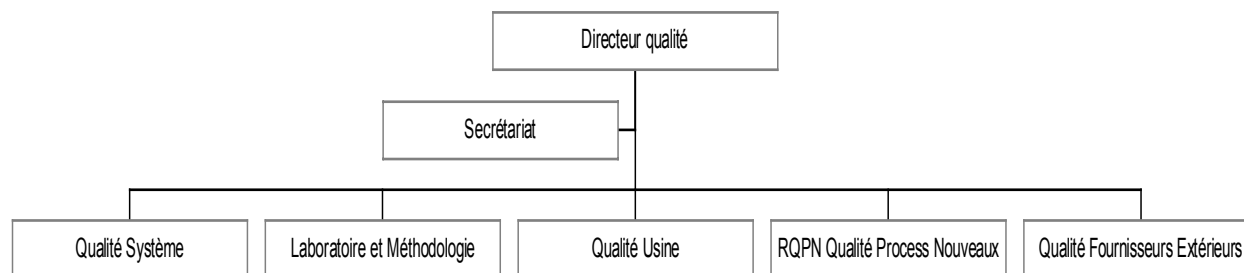 Directeur qualité
Secrétariat
Qualité Système
Laboratoire et Méthodologie
Qualité Usine
RQPN Qualité Process Nouveaux
Qualité Fournisseurs Extérieurs